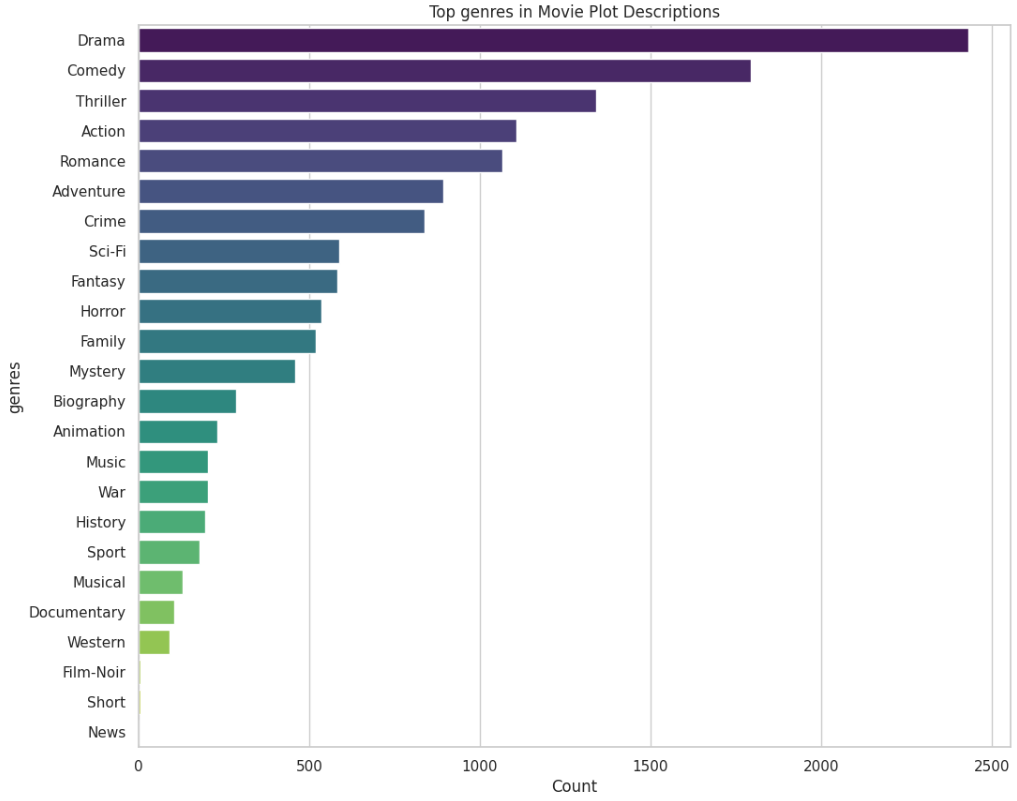 Top genres in Movie Plot Descriptions
genres
Drama
Comedy
Thriller
Action
Romance
Adventure
Crime
Sci-Fi
Fantasy
Horror
Family
Mystery
Biography
Animation
Music
War
History
Sport
Musical
Documentary
Western
Film-Noir
Short
News
0 500 1000 1500 2000 2500
Count